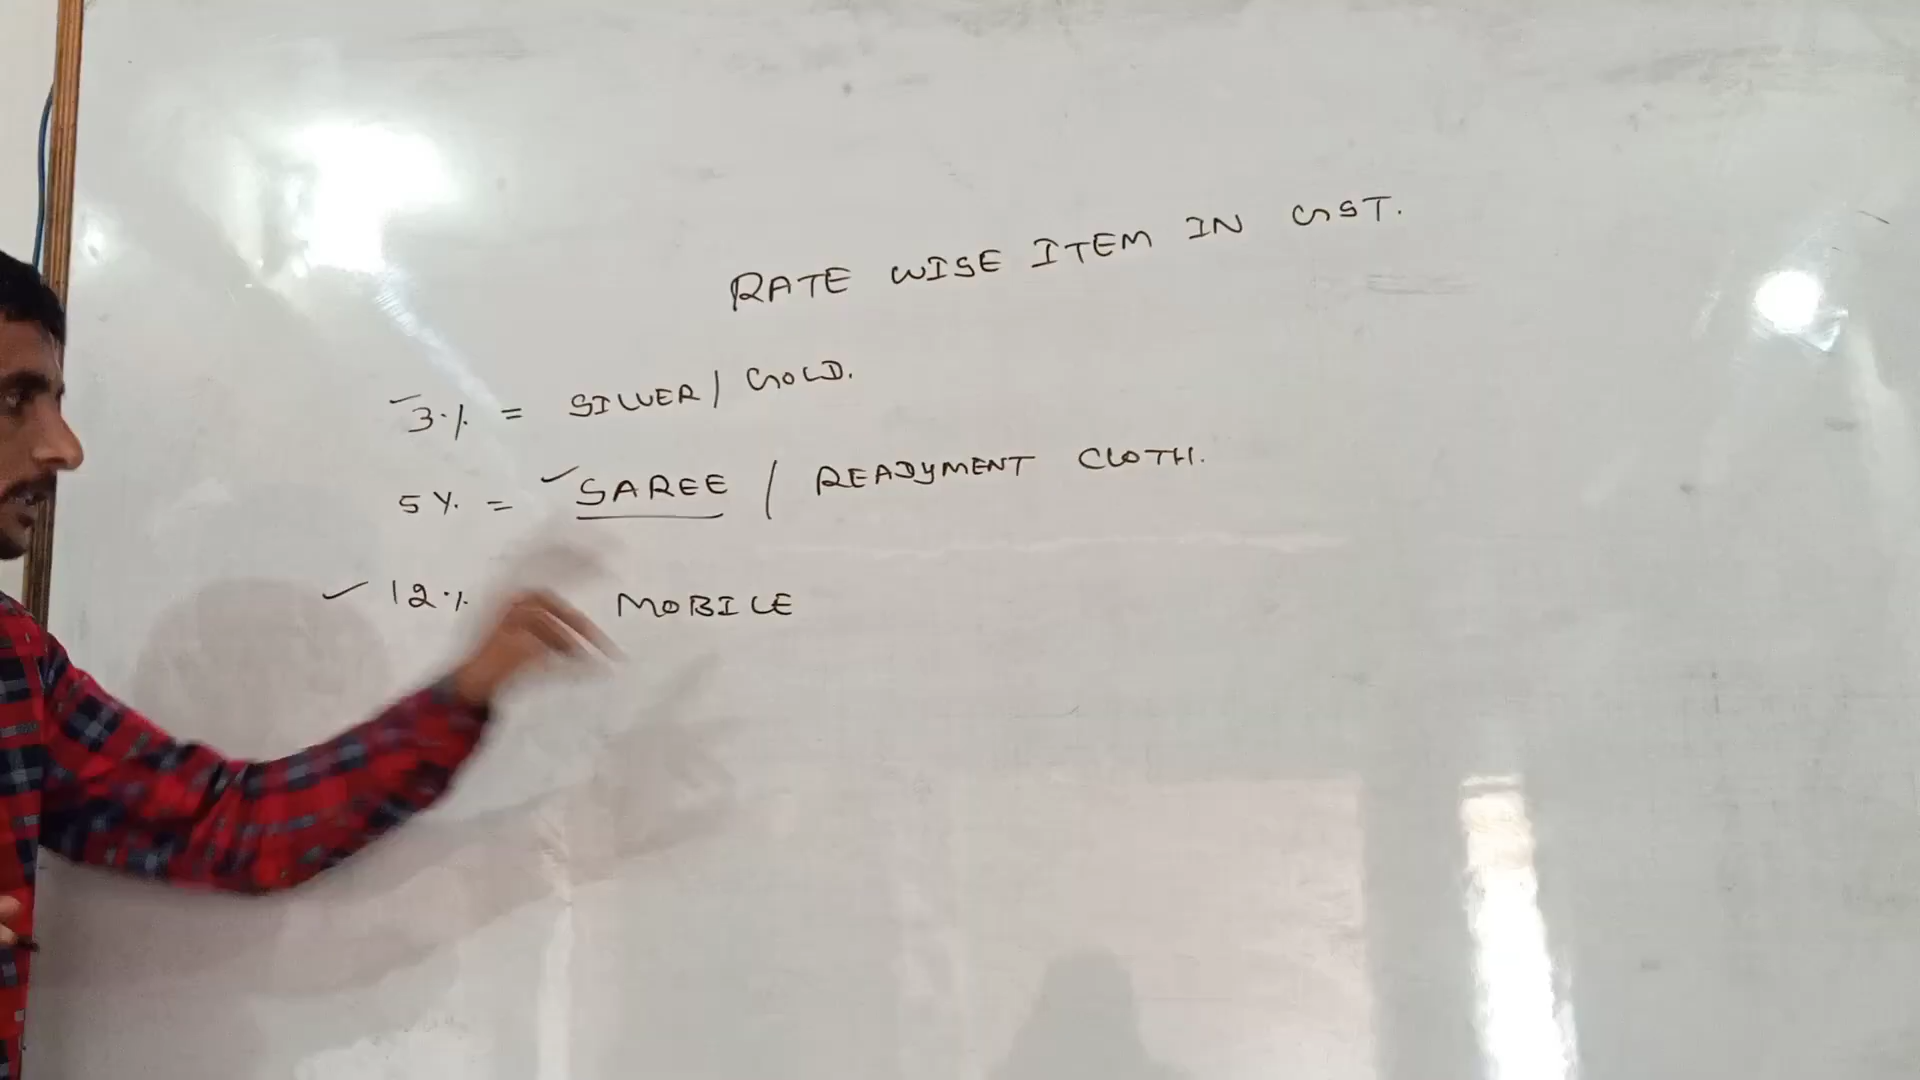 RATE WISE ITEM IN GST.
3% = SILVER / GOLD.
5% = SAREE / READYMENT CLOTH.
12% MOBILE